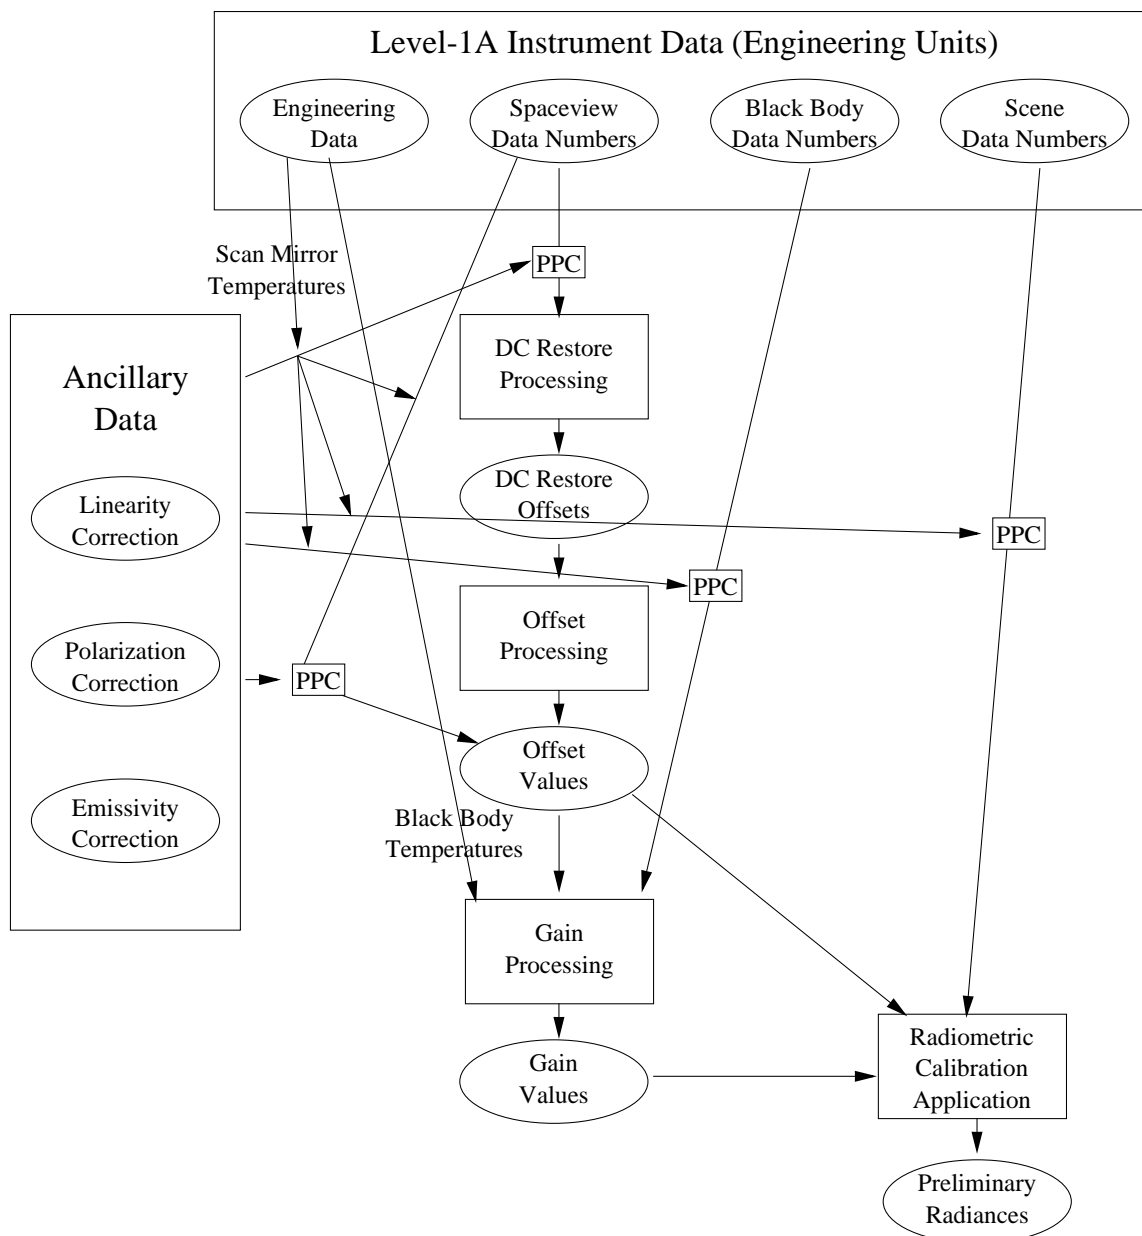 Level-1A Instrument Data (Engineering Units)
Engineering
Data
Spaceview
Data Numbers
Black Body
Data Numbers
Scene
Data Numbers
Scan Mirror
Temperatures
PPC
Ancillary
Data
DC Restore
Processing
Linearity
Correction
DC Restore
Offsets
PPC
PPC
Polarization
Correction
PPC
Offset
Processing
Offset
Values
Emissivity
Correction
Black Body
Temperatures
Gain
Processing
Gain
Values
Radiometric
Calibration
Application
Preliminary
Radiances